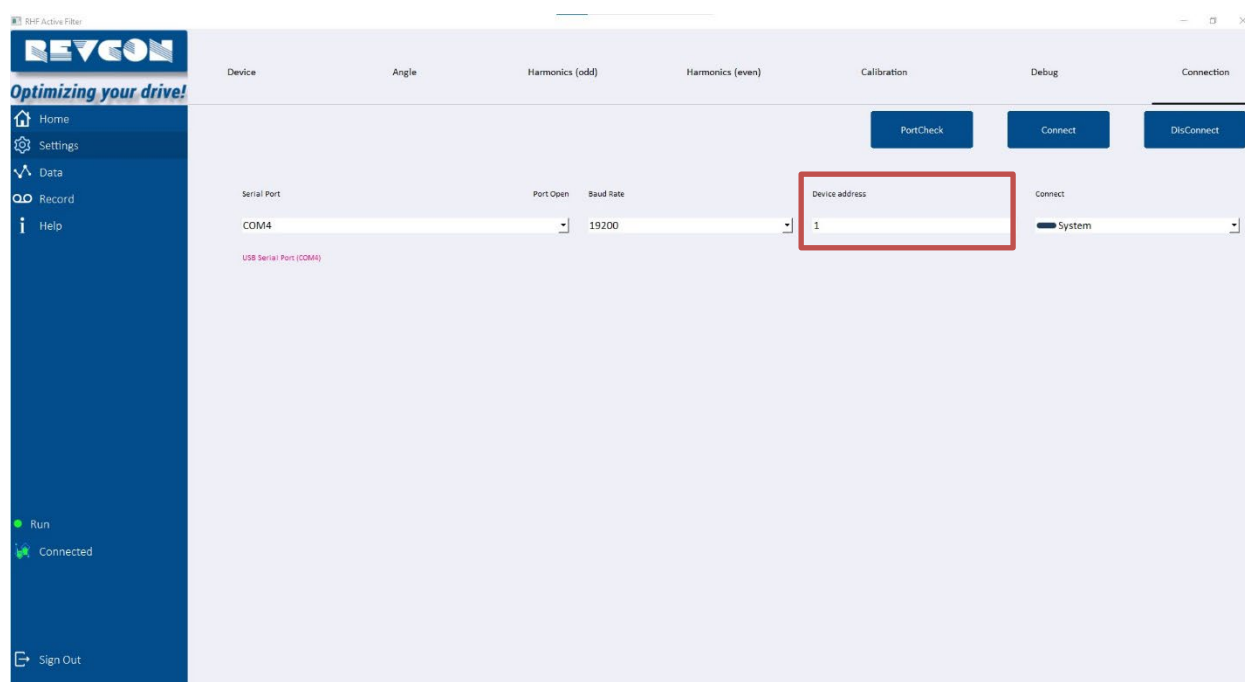 RHF Active Filter
REVCON
Optimizing your drive!
Device Angle Harmonics (odd) Harmonics (even) Calibration Debug Connection
Home
Settings
Data
Record
Help
PortCheck Connect DisConnect
Serial Port Port Open Baud Rate Device address Connect
COM4 19200 1 System
USB Serial Port (COM4)
Run
Connected
Sign Out